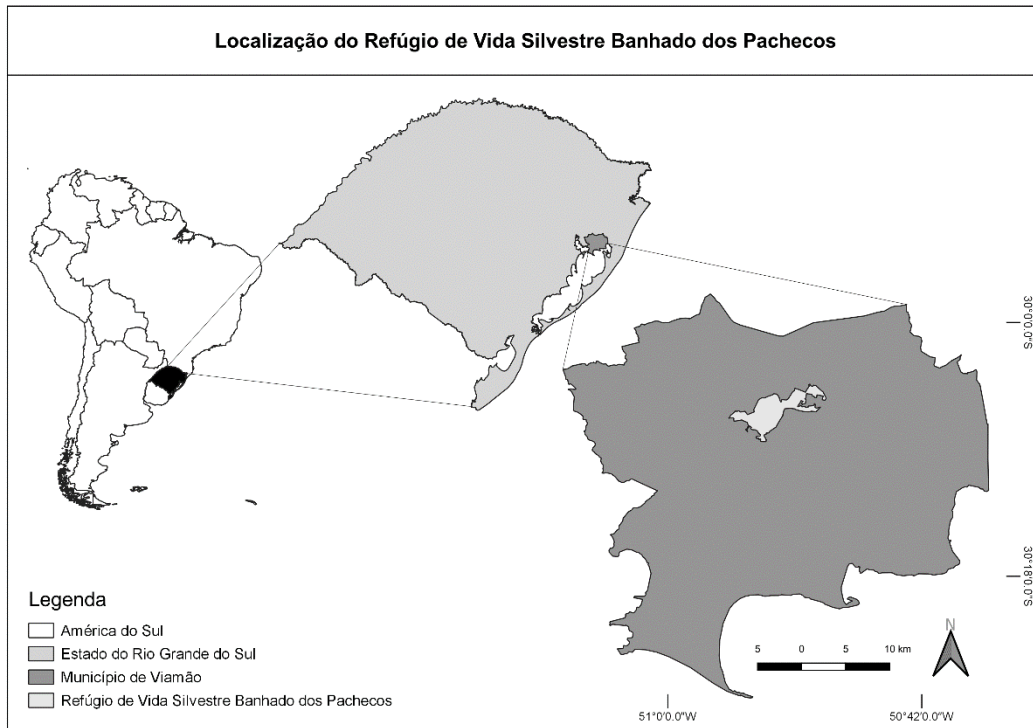 Localização do Refúgio de Vida Silvestre Banhado dos Pachecos
30°0'0.0"S
30°18'0.0"S
Legenda
América do Sul
Estado do Rio Grande do Sul
Município de Viamão
Refúgio de Vida Silvestre Banhado dos Pachecos
N
5 0 5 10 km
51°0'0.0"W 50°42'0.0"W